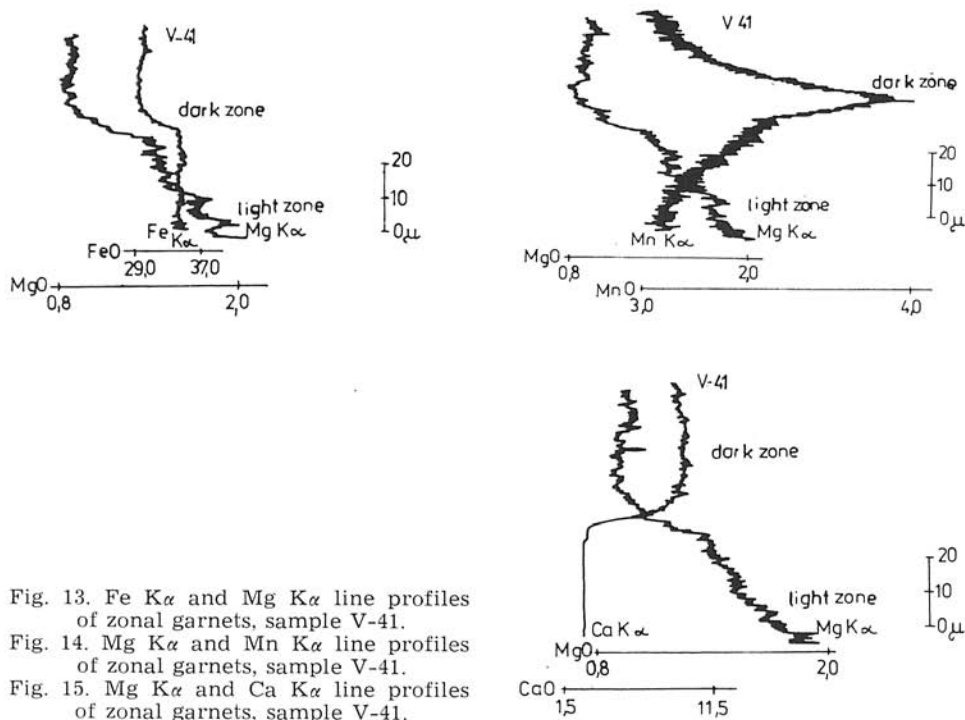 V-41
dark zone
20
10
0μ
light zone
Fe Kα
Mg Kα
FeO
29,0 37,0
MgO
0,8 2,0
V 41
dark zone
20
10
0μ
light zone
Mn Kα Mg Kα
MgO
0,8 2,0
MnO
3,0 4,0
V-41
dark zone
20
10
0μ
light zone
Ca Kα Mg Kα
MgO
0,8 2,0
CaO
1,5 11,5
Fig. 13. Fe Kα and Mg Kα line profiles
of zonal garnets, sample V-41.
Fig. 14. Mg Kα and Mn Kα line profiles
of zonal garnets, sample V-41.
Fig. 15. Mg Kα and Ca Kα line profiles
of zonal garnets, sample V-41.